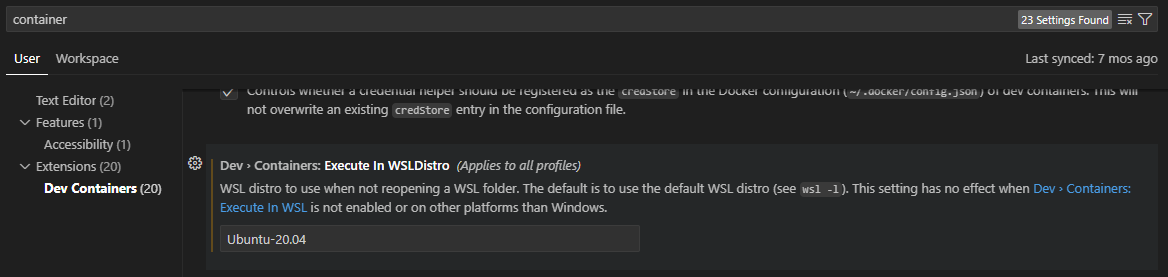 container
23 Settings Found
User
Workspace
Last synced: 7 mos ago
Text Editor (2)
Features (1)
Accessibility (1)
Extensions (20)
Dev Containers (20)
Controls whether a credential helper should be registered as the credStore in the Docker configuration (~/.docker/config.json) of dev containers. This will
not overwrite an existing credStore entry in the configuration file.
Dev › Containers: Execute In WSLDistro (Applies to all profiles)
WSL distro to use when not reopening a WSL folder. The default is to use the default WSL distro (see wsl -l). This setting has no effect when Dev › Containers:
Execute In WSL is not enabled or on other platforms than Windows.
Ubuntu-20.04